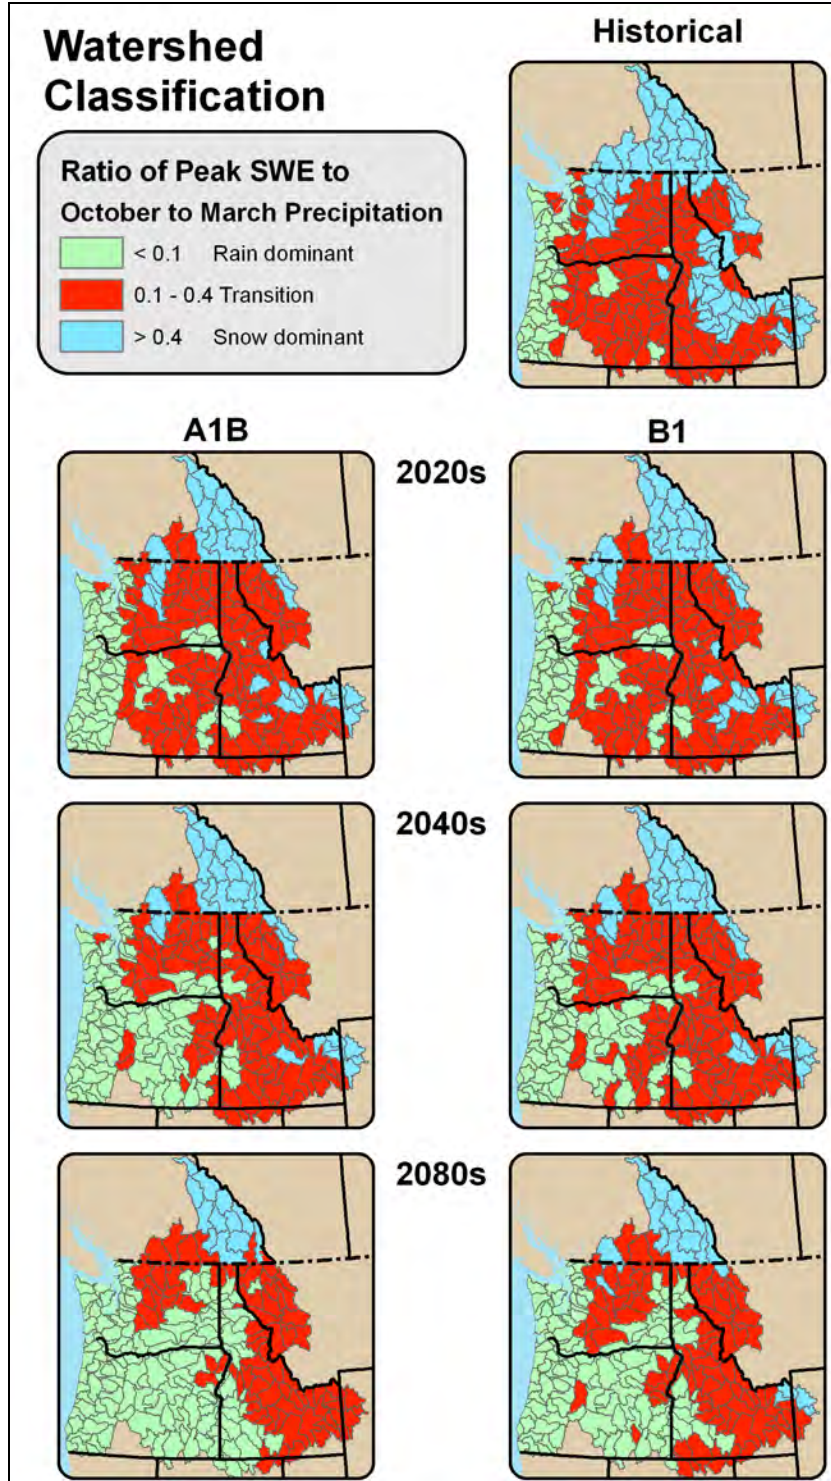 Watershed
Classification
Historical
Ratio of Peak SWE to
October to March Precipitation
< 0.1 Rain dominant
0.1 - 0.4 Transition
> 0.4 Snow dominant
A1B
B1
2020s
2040s
2080s